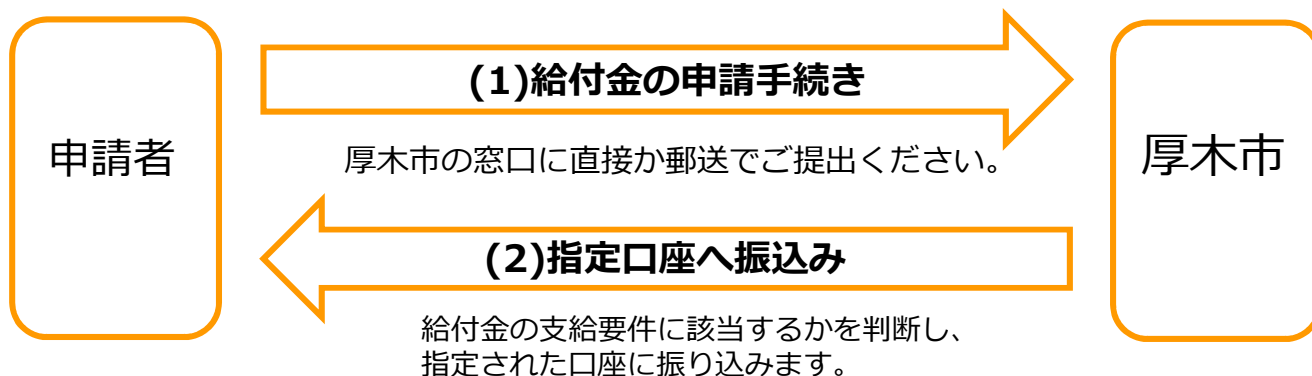 申請者
(1)給付金の申請手続き
厚木市の窓口に直接か郵送でご提出ください。
厚木市
(2)指定口座へ振込み
給付金の支給要件に該当するかを判断し、
指定された口座に振り込みます。